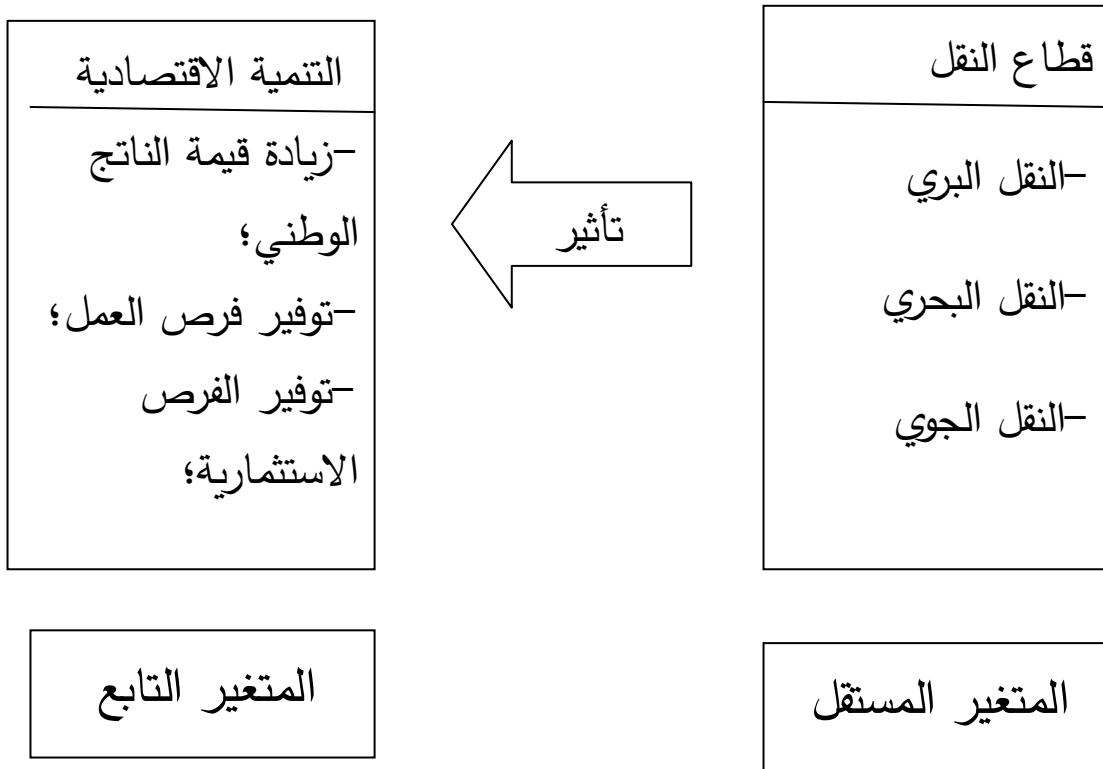 قطاع النقل
-النقل البري
-النقل البحري
-النقل الجوي
تأثير
التنمية الاقتصادية
-زيادة قيمة الناتج
الوطني؛
-توفير فرص العمل؛
-توفير الفرص
الاستثمارية؛
المتغير المستقل
المتغير التابع